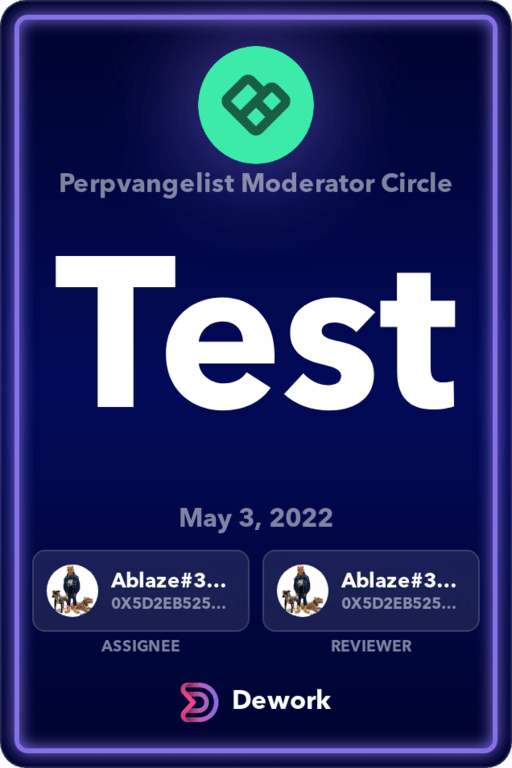 Perpvangelist Moderator Circle
Test
May 3, 2022
Ablaze#3...
0X5D2EB525...
ASSIGNEE
Ablaze#3...
0X5D2EB525...
REVIEWER
Dework